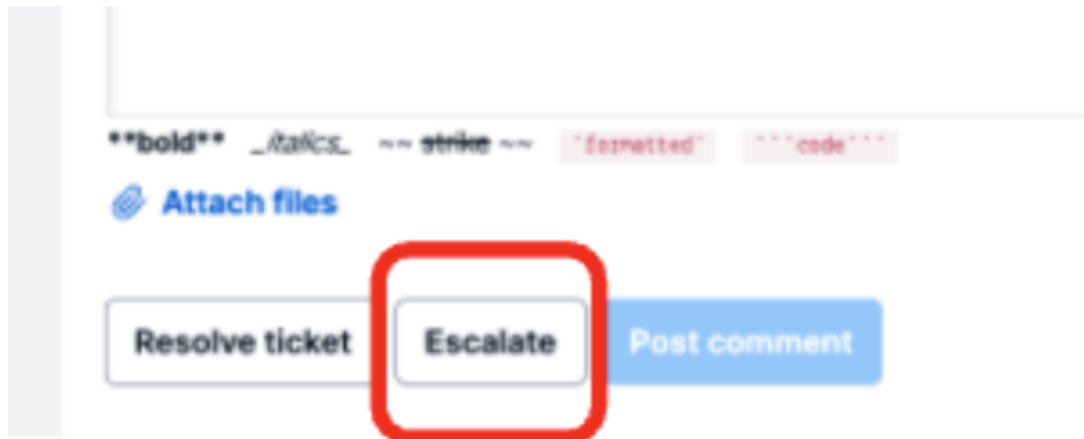 **bold** _italics_ ~~ strike ~~ `formatted` ```code```
Attach files
Resolve ticket Escalate Post comment